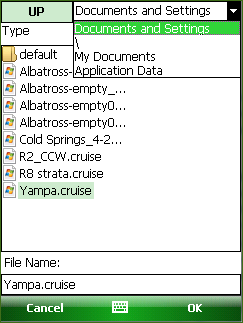 UP
Documents and Settings
Documents and Settings
\
My Documents
Application Data
Type
default
Albatross-
Albatross-empty_...
Albatross-empty0...
Albatross-empty0...
Cold Springs_4-2...
R2_CCW.cruise
R8 strata.cruise
Yampa.cruise
File Name:
Yampa.cruise
Cancel
OK